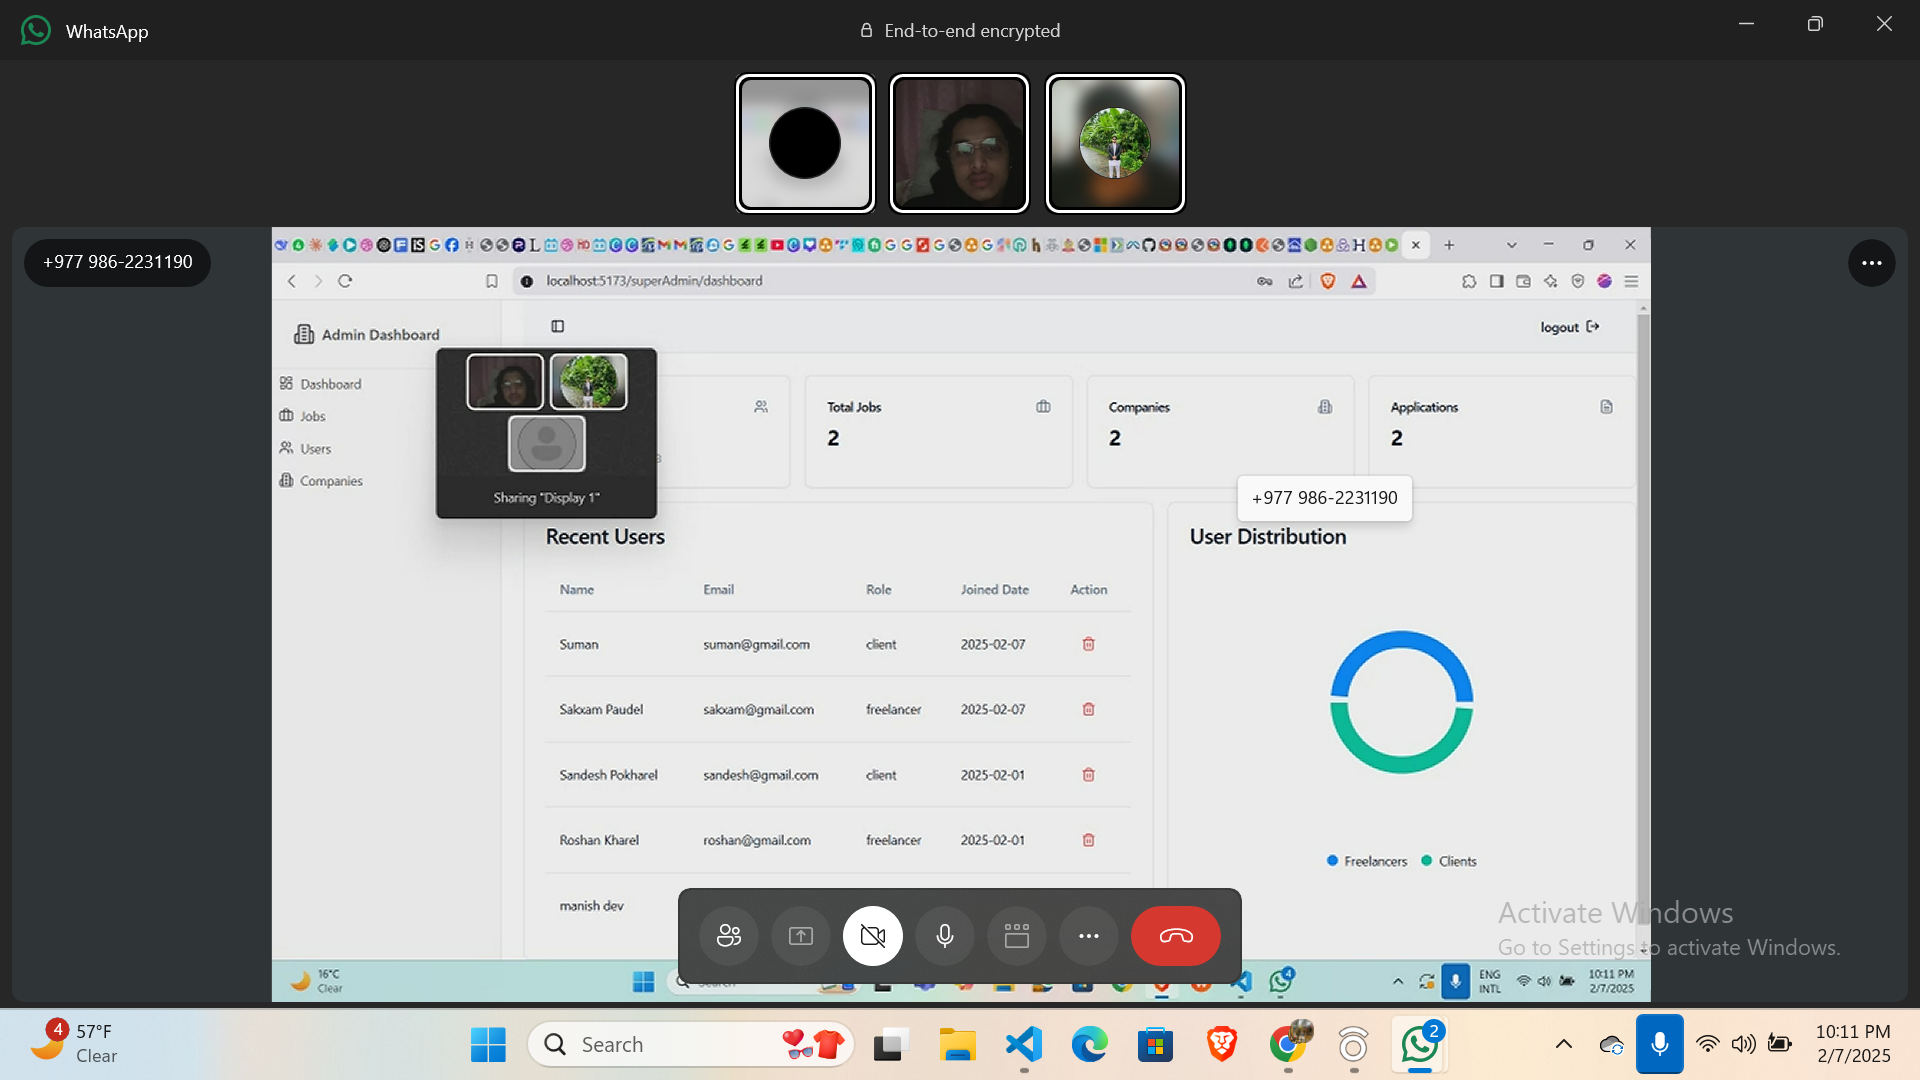 WhatsApp
End-to-end encrypted
+977 986-2231190
localhost:5173/superAdmin/dashboard
Admin Dashboard
logout
Dashboard
Jobs
Users
Companies
Sharing "Display 1"
Total Jobs
2
Companies
2
Applications
2
+977 986-2231190
Recent Users
Name Email Role Joined Date Action
Suman suman@gmail.com client 2025-02-07
Sakxam Paudel sakxam@gmail.com freelancer 2025-02-07
Sandesh Pokharel sandesh@gmail.com client 2025-02-01
Roshan Kharel roshan@gmail.com freelancer 2025-02-01
manish dev
User Distribution
Freelancers Clients
Activate Windows
Go to Settings to activate Windows.
16°C
Clear
Search
4
ENG
INTL
10:11 PM
2/7/2025
4
57°F
Clear
Search
2
10:11 PM
2/7/2025